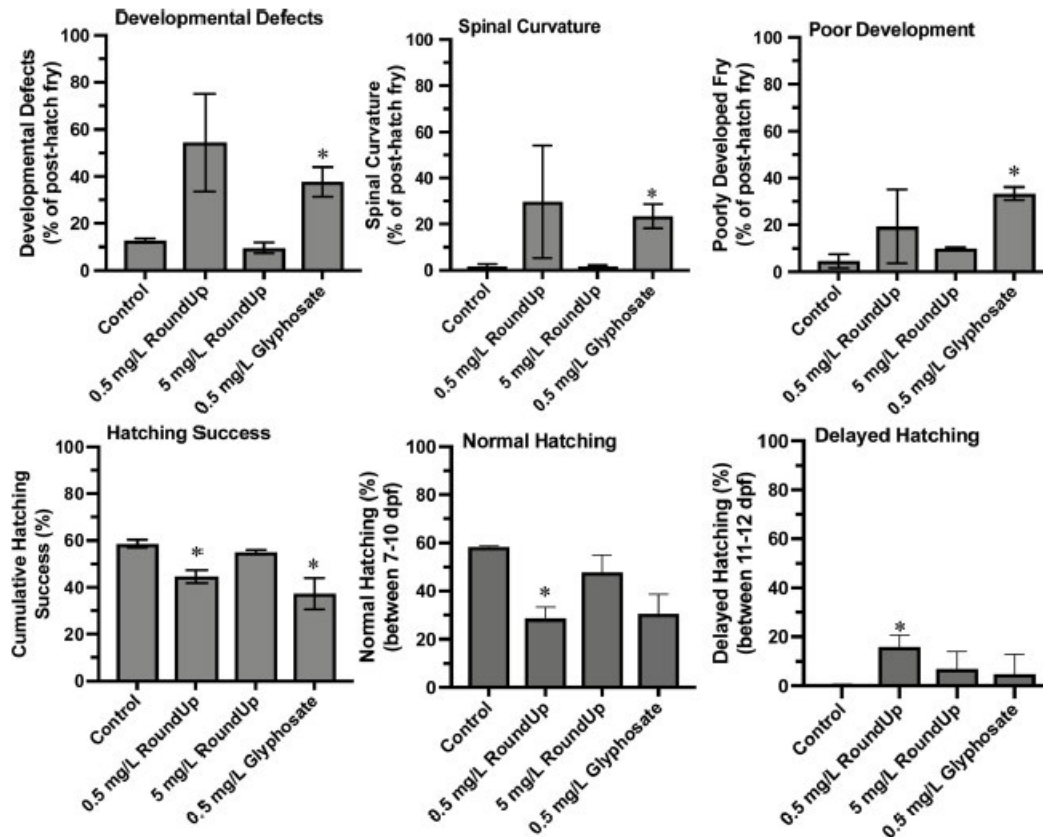 Developmental Defects
Developmental Defects
(% of post-hatch fry)
100
80
60
40
20
0
*
Control
0.5 mg/L RoundUp
5 mg/L RoundUp
0.5 mg/L Glyphosate
Spinal Curvature
Spinal Curvature
(% of post-hatch fry)
100
80
60
40
20
0
*
Control
0.5 mg/L RoundUp
5 mg/L RoundUp
0.5 mg/L Glyphosate
Poor Development
Poorly Developed Fry
(% of post-hatch fry)
100
80
60
40
20
0
*
Control
0.5 mg/L RoundUp
5 mg/L RoundUp
0.5 mg/L Glyphosate
Hatching Success
Cumulative Hatching
Success (%)
100
80
60
40
20
0
*
*
Control
0.5 mg/L RoundUp
5 mg/L RoundUp
0.5 mg/L Glyphosate
Normal Hatching
Normal Hatching (%)
(between 7-10 dpf)
100
80
60
40
20
0
*
Control
0.5 mg/L RoundUp
5 mg/L RoundUp
0.5 mg/L Glyphosate
Delayed Hatching
Delayed Hatching (%)
(between 11-12 dpf)
100
80
60
40
20
0
*
Control
0.5 mg/L RoundUp
5 mg/L RoundUp
0.5 mg/L Glyphosate